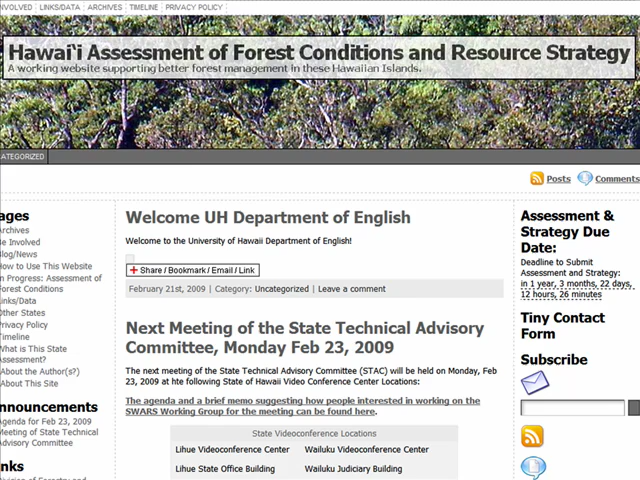 NVOLVED LINKS/DATA ARCHIVES TIMELINE PRIVACY POLICY
Hawai'i Assessment of Forest Conditions and Resource Strategy
A working website supporting better forest management in these Hawaiian Islands.
ATEGORIZED
Posts Comments
ages
Archives
Be Involved
Blog/News
How to Use This Website
In Progress: Assessment of
Forest Conditions
Links/Data
Other States
Privacy Policy
Timeline
What is This State
Assessment?
About the Author(s)?
About This Site
nnouncements
Agenda for Feb 23, 2009
Meeting of State Technical
Advisory Committee
nks
Welcome UH Department of English
Welcome to the University of Hawaii Department of English!
Share / Bookmark / Email / Link
February 21st, 2009 | Category: Uncategorized | Leave a comment
Next Meeting of the State Technical Advisory
Committee, Monday Feb 23, 2009
The next meeting of the State Technical Advisory Committee (STAC) will be held on Monday, Feb
23, 2009 at hte following State of Hawaii Video Conference Center Locations:
The agenda and a brief memo suggesting how people interested in working on the
SWARS Working Group for the meeting can be found here.
State Videoconference Locations
Lihue Videoconference Center Wailuku Videoconference Center
Lihue State Office Building Wailuku Judiciary Building
Assessment &
Strategy Due
Date:
Deadline to Submit
Assessment and Strategy:
in 1 year, 3 months, 22 days,
12 hours, 26 minutes
Tiny Contact
Form
Subscribe